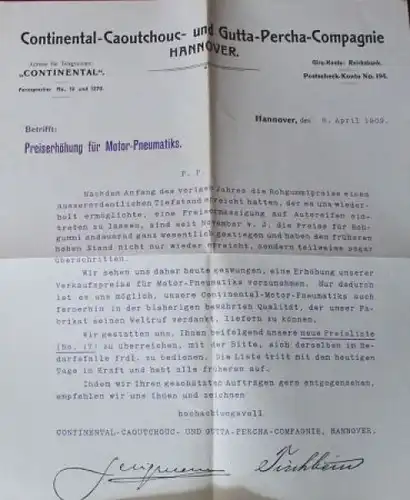 Continental-Caoutchouc- und Gutta-Percha-Compagnie
HANNOVER.
Adresse für Telegramme:
„CONTINENTAL".
Fernsprecher No. 12 und 1270.
Giro-Konto: Reichsbank.
Postscheck-Konto No. 194.
Hannover, den 8. April 1909.
Betrifft:
Preiserhöhung für Motor-Pneumatiks.
P. P.
Nachdem Anfang des vorigen Jahres die Rohgummipreise einen
ausserordentlichen Tiefstand erreicht hatten, der es uns wieder-
holt ermöglichte, eine Preisermässigung auf Autoreifen ein-
treten zu lassen, sind seit November v. J. die Preise für Roh-
gummi andauernd ganz wesentlich gestiegen und haben den früheren
hohen Stand nicht nur wieder erreicht, sondern teilweise sogar
überschritten.
Wir sehen uns daher heute gezwungen, eine Erhöhung unserer
Verkaufspreise für Motor-Pneumatiks vorzunehmen. Nur dadurch
ist es uns möglich, unsere Continental-Motor-Pneumatiks auch
fernerhin in der bisherigen bewährten Qualität, der unser Fa-
brikat seinen Weltruf verdankt, liefern zu können.
Wir gestatten uns, Ihnen beifolgend unsere neue Preisliste
(No. 17) zu überreichen, mit der Bitte, sich derselben in Be-
darfsfalle frdl. zu bedienen. Die Liste tritt mit dem heutigen
Tage in Kraft und hebt alle früheren auf.
Indem wir Ihren geschätzten Aufträgen gern entgegensehen,
empfehlen wir uns Ihnen und zeichnen
hochachtungsvoll
CONTINENTAL-CAOUTCHOUC- UND GUTTA-PERCHA-COMPAGNIE, HANNOVER.